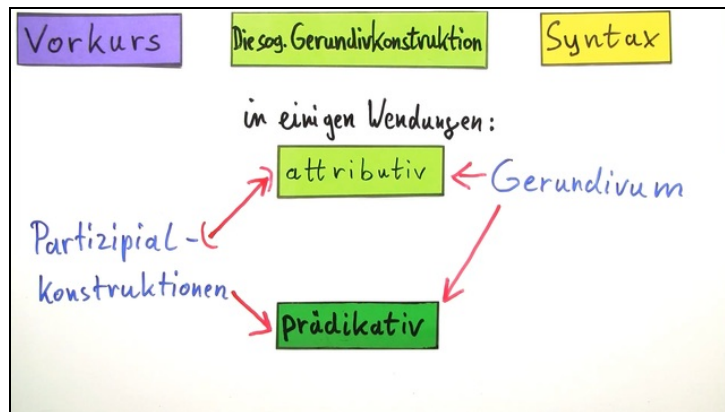 Vorkurs
Die sog. Gerundivkonstruktion
Syntax
in einigen Wendungen:
attributiv
Gerundivum
Partizipial-
konstruktionen
prädikativ